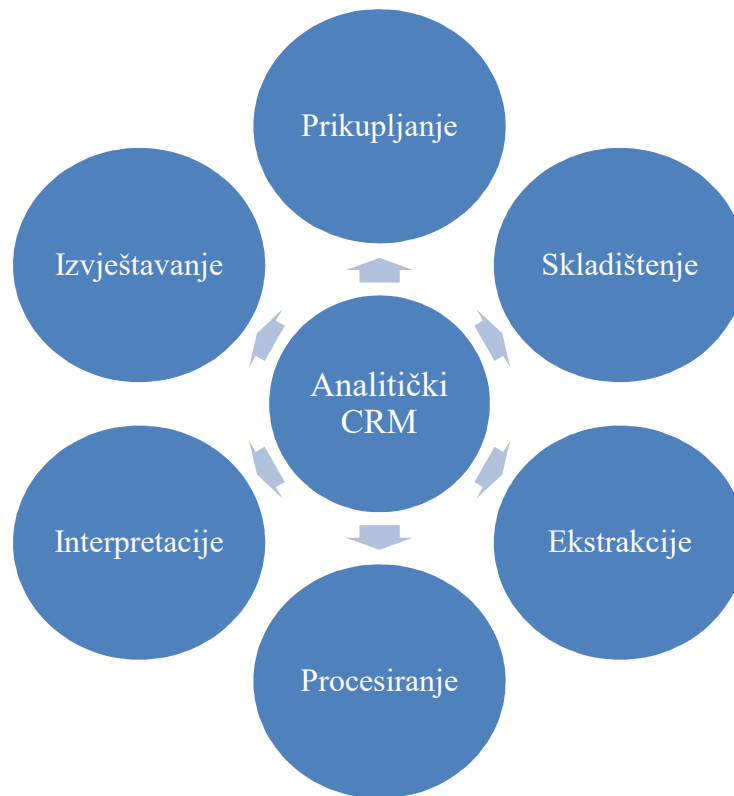 Prikupljanje
Izvještavanje
Skladištenje
Analitički
CRM
Interpretacije
Ekstrakcije
Procesiranje